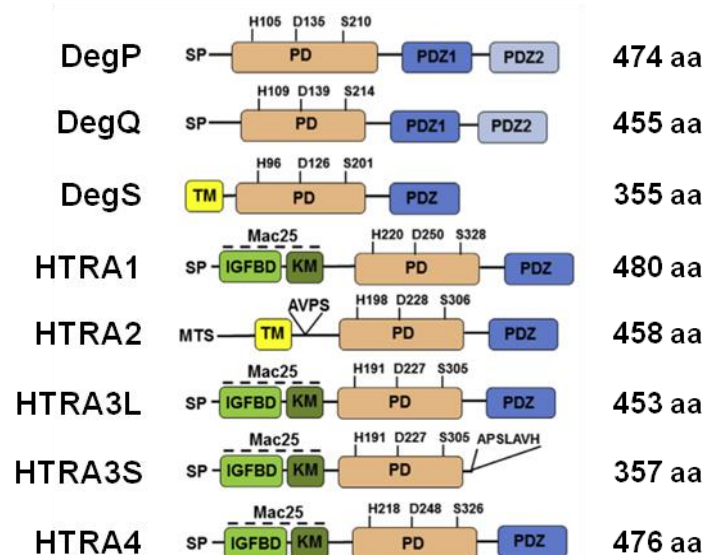 H105 D135 S210
DegP SP PD PDZ1 PDZ2 474 aa
H109 D139 S214
DegQ SP PD PDZ1 PDZ2 455 aa
H96 D126 S201
DegS TM PD PDZ 355 aa
Mac25 H220 D250 S328
HTRA1 SP IGFBD KM PD PDZ 480 aa
AVPS H198 D228 S306
HTRA2 MTS TM PD PDZ 458 aa
Mac25 H191 D227 S305
HTRA3L SP IGFBD KM PD PDZ 453 aa
Mac25 H191 D227 S305 APSLAVH
HTRA3S SP IGFBD KM PD 357 aa
Mac25 H218 D248 S326
HTRA4 SP IGFBD KM PD PDZ 476 aa